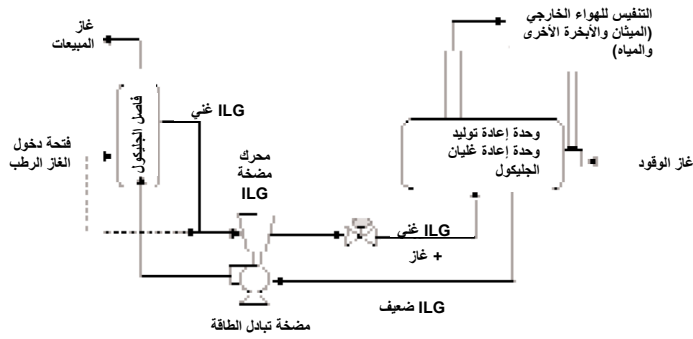 التنفيس للهواء الخارجي
(الميثان والأبخرة الأخرى
والمياه)
غاز
المبيعات
فاصل الجليكول
ILG غني
فتحة دخول
الغاز الرطب
محرك
مضخة
ILG
وحدة إعادة توليد
وحدة إعادة غليان
الجليكول
غاز الوقود
ILG غني
+ غاز
ILG ضعيف
مضخة تبادل الطاقة